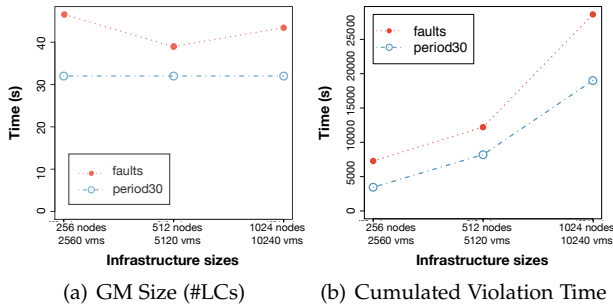 Time (s)
40
30
20
10
0
faults
period30
256 nodes
2560 vms
512 nodes
5120 vms
1024 nodes
10240 vms
Infrastructure sizes
(a) GM Size (#LCs)
Time (s)
25000
20000
15000
10000
5000
0
faults
period30
256 nodes
2560 vms
512 nodes
5120 vms
1024 nodes
10240 vms
Infrastructure sizes
(b) Cumulated Violation Time